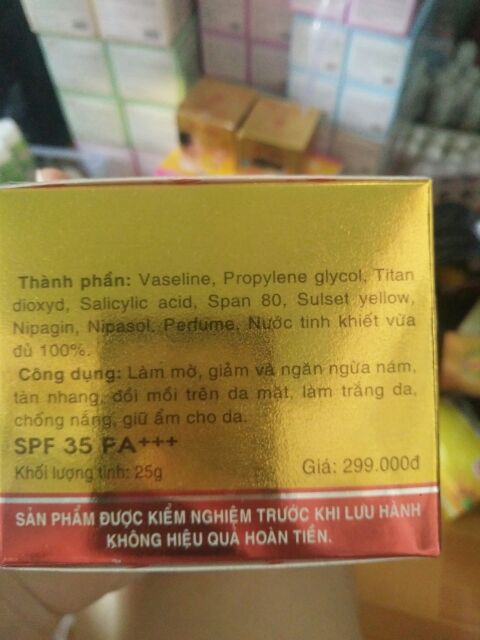 Thành phần: Vaseline, Propylene glycol, Titan
dioxyd, Salicylic acid, Span 80, Sulset yellow,
Nipagin, Nipasol, Perfume, Nước tinh khiết vừa
đủ 100%.
Công dụng: Làm mờ, giảm và ngăn ngừa nám,
tàn nhang, đồi mồi trên da mặt, làm trắng da,
chống nắng, giữ ẩm cho da.
SPF 35 PA+++
Khối lượng tịnh: 25g
Giá: 299.000đ
SẢN PHẨM ĐƯỢC KIỂM NGHIỆM TRƯỚC KHI LƯU HÀNH
KHÔNG HIỆU QUẢ HOÀN TIỀN.